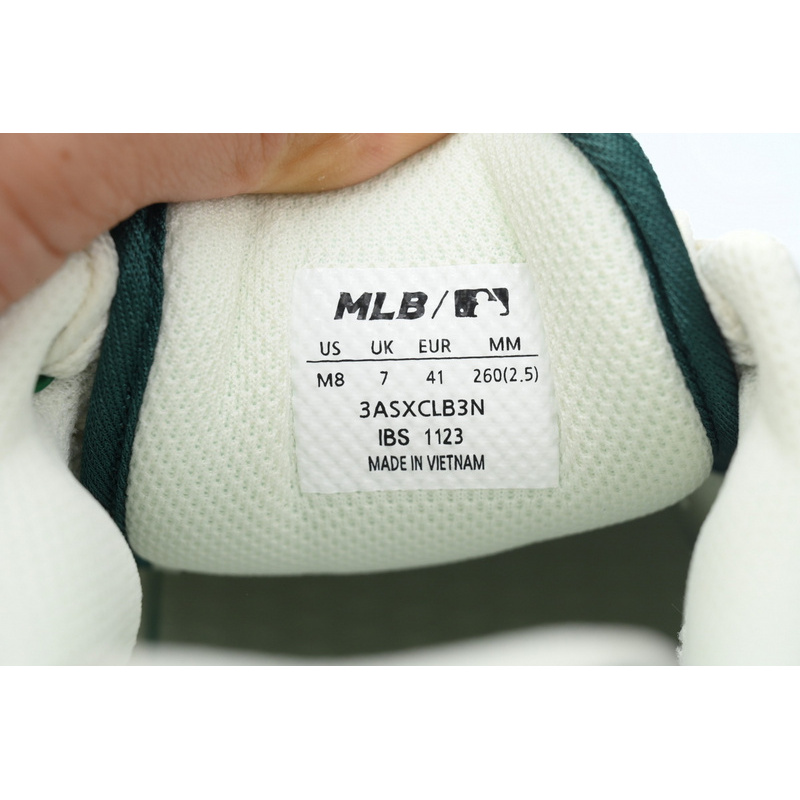 MLB/
US UK EUR MM
M8 7 41 260(2.5)
3ASXCLB3N
IBS 1123
MADE IN VIETNAM